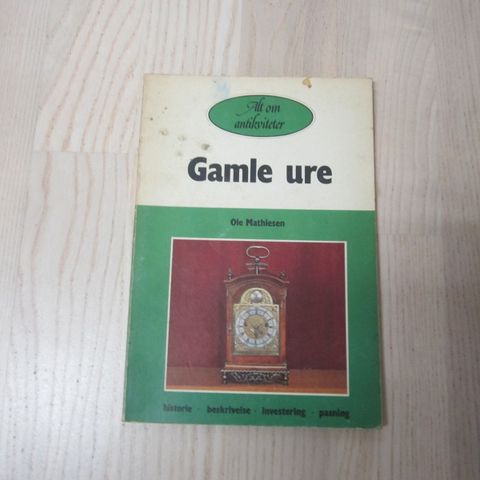 Alt om
antikviteter
Gamle ure
Ole Mathiesen
historie · beskrivelse · investering · pasning